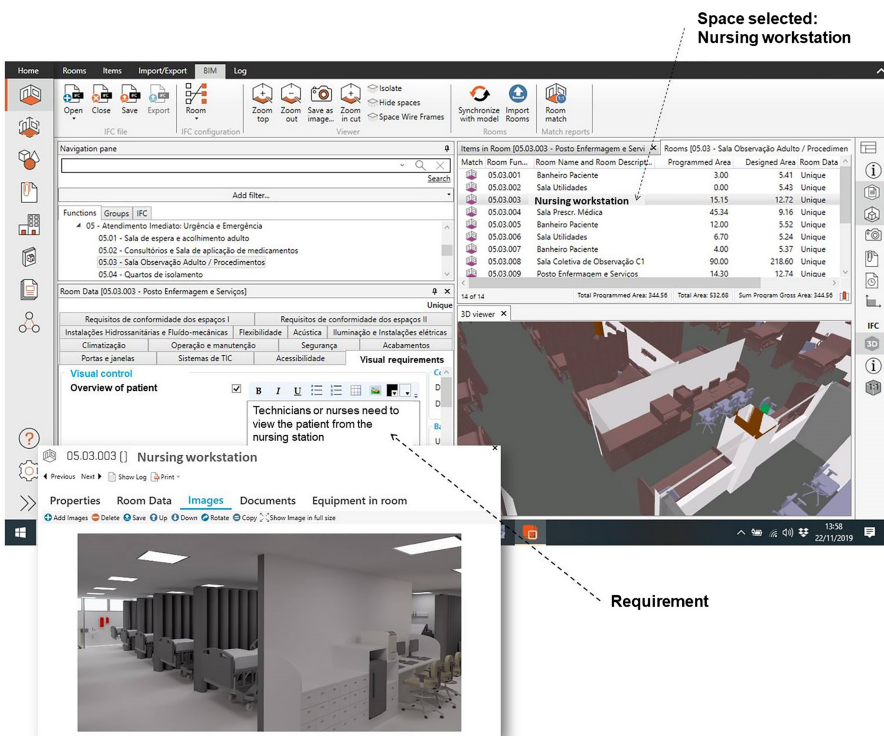 Space selected:
Nursing workstation
Home Rooms Items Import/Export BIM Log
Open Close Save Export Room Zoom top Zoom out Save as image... Zoom in cut Isolate Hide spaces Space Wire Frames Synchronize with model Import Rooms Room match
IFC file IFC configuration Viewer Rooms Match reports
Navigation pane
Search
Add filter...
Functions Groups IFC
05 - Atendimento Imediato: Urgência e Emergência
05.01 - Sala de espera e acolhimento adulto
05.02 - Consultórios e Sala de aplicação de medicamentos
05.03 - Sala Observação Adulto / Procedimentos
05.04 - Quartos de isolamento
Items in Room [05.03.003 - Posto Enfermagem e Servi Rooms [05.03 - Sala Observação Adulto / Procedimen
Match Room Fun... Room Name and Room Descript... Programmed Area Designed Area Room Data
05.03.001 Banheiro Paciente 3.00 5.41 Unique
05.03.002 Sala Utilidades 0.00 5.43 Unique
05.03.003 Nursing workstation 15.15 12.72 Unique
05.03.004 Sala Prescr. Médica 45.34 9.16 Unique
05.03.005 Banheiro Paciente 12.00 5.52 Unique
05.03.006 Sala Utilidades 6.70 5.24 Unique
05.03.007 Banheiro Paciente 4.00 5.37 Unique
05.03.008 Sala Coletiva de Observação C1 90.00 218.60 Unique
05.03.009 Posto Enfermagem e Serviços 14.30 12.74 Unique
14 of 14 Total Programmed Area: 344.56 Total Area: 532.68 Sum Program Gross Area: 344.56
Room Data [05.03.003 - Posto Enfermagem e Serviços]
Unique
Requisitos de conformidade dos espaços I Requisitos de conformidade dos espaços II
Instalações Hidrossanitárias e Fluído-mecânicas Flexibilidade Acústica Iluminação e Instalações elétricas
Climatização Operação e manutenção Segurança Acabamentos
Portas e janelas Sistemas de TIC Acessibilidade Visual requirements
Visual control
Overview of patient
B I U
Technicians or nurses need to
view the patient from the
nursing station
3D viewer
IFC
3D
1:1
05.03.003 [] Nursing workstation
Previous Next Show Log Print
Properties Room Data Images Documents Equipment in room
Add Images Delete Save Up Down Rotate Copy Show Image in full size
13:58
22/11/2019
Requirement